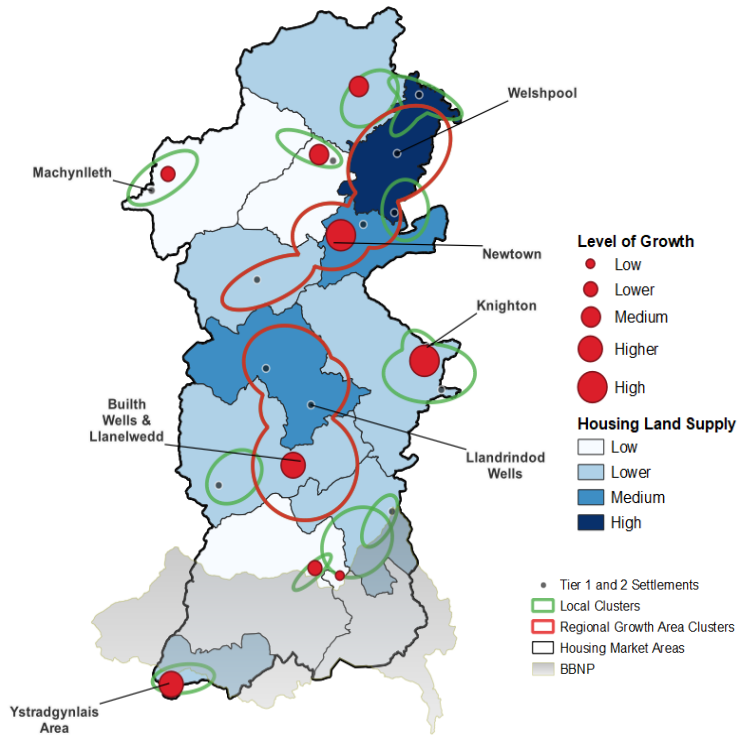 Welshpool
Machynlleth
Newtown
Knighton
Builth
Wells &
Llanelwedd
Llandrindod
Wells
Ystradgynlais
Area
Level of Growth
Low
Lower
Medium
Higher
High
Housing Land Supply
Low
Lower
Medium
High
Tier 1 and 2 Settlements
Local Clusters
Regional Growth Area Clusters
Housing Market Areas
BBNP